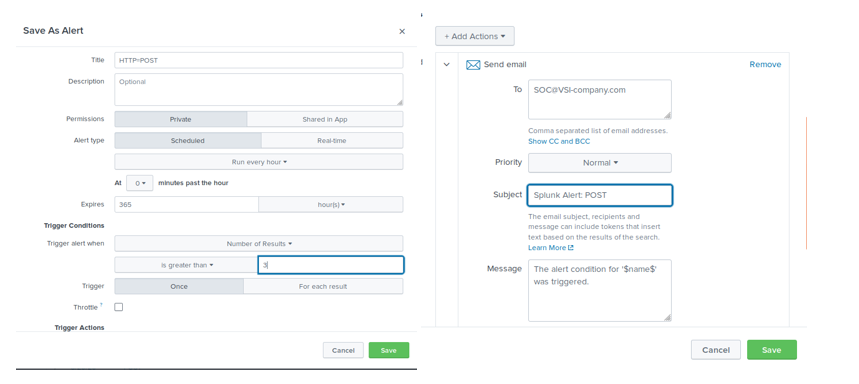 Save As Alert
×
Title
HTTP=POST
Description
Optional
Permissions
Private
Shared in App
Alert type
Scheduled
Real-time
Run every hour
At
0
minutes past the hour
Expires
365
hour(s)
Trigger Conditions
Trigger alert when
Number of Results
is greater than
3
Trigger
Once
For each result
Throttle ?
Trigger Actions
Cancel
Save
+ Add Actions
Send email
Remove
To
SOC@VSI-company.com
Comma separated list of email addresses.
Show CC and BCC
Priority
Normal
Subject
Splunk Alert: POST
The email subject, recipients and
message can include tokens that insert
text based on the results of the search.
Learn More
Message
The alert condition for '$name$'
was triggered.
Cancel
Save